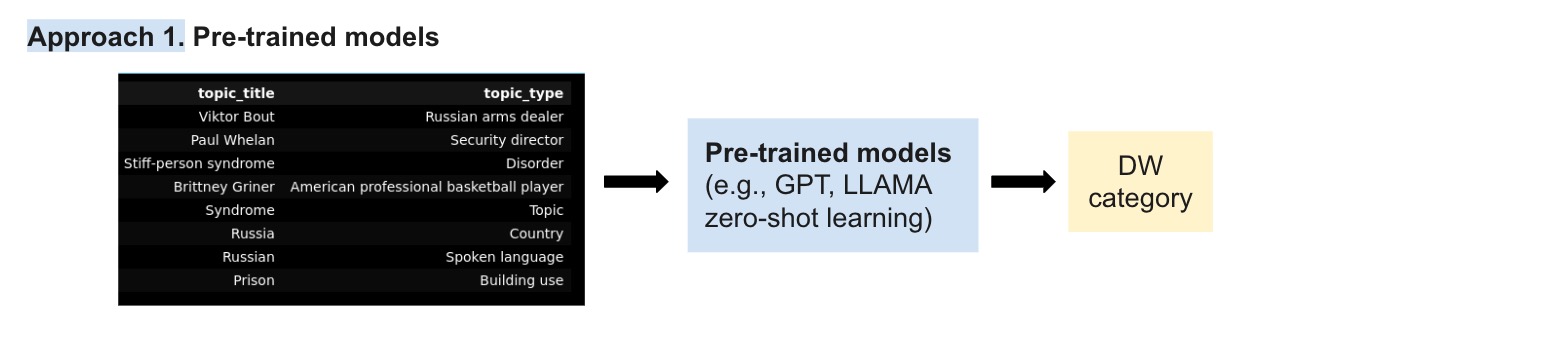 Approach 1. Pre-trained models
topic_title topic_type
Viktor Bout Russian arms dealer
Paul Whelan Security director
Stiff-person syndrome Disorder
Brittney Griner American professional basketball player
Syndrome Topic
Russia Country
Russian Spoken language
Prison Building use
Pre-trained models
(e.g., GPT, LLAMA
zero-shot learning)
DW
category